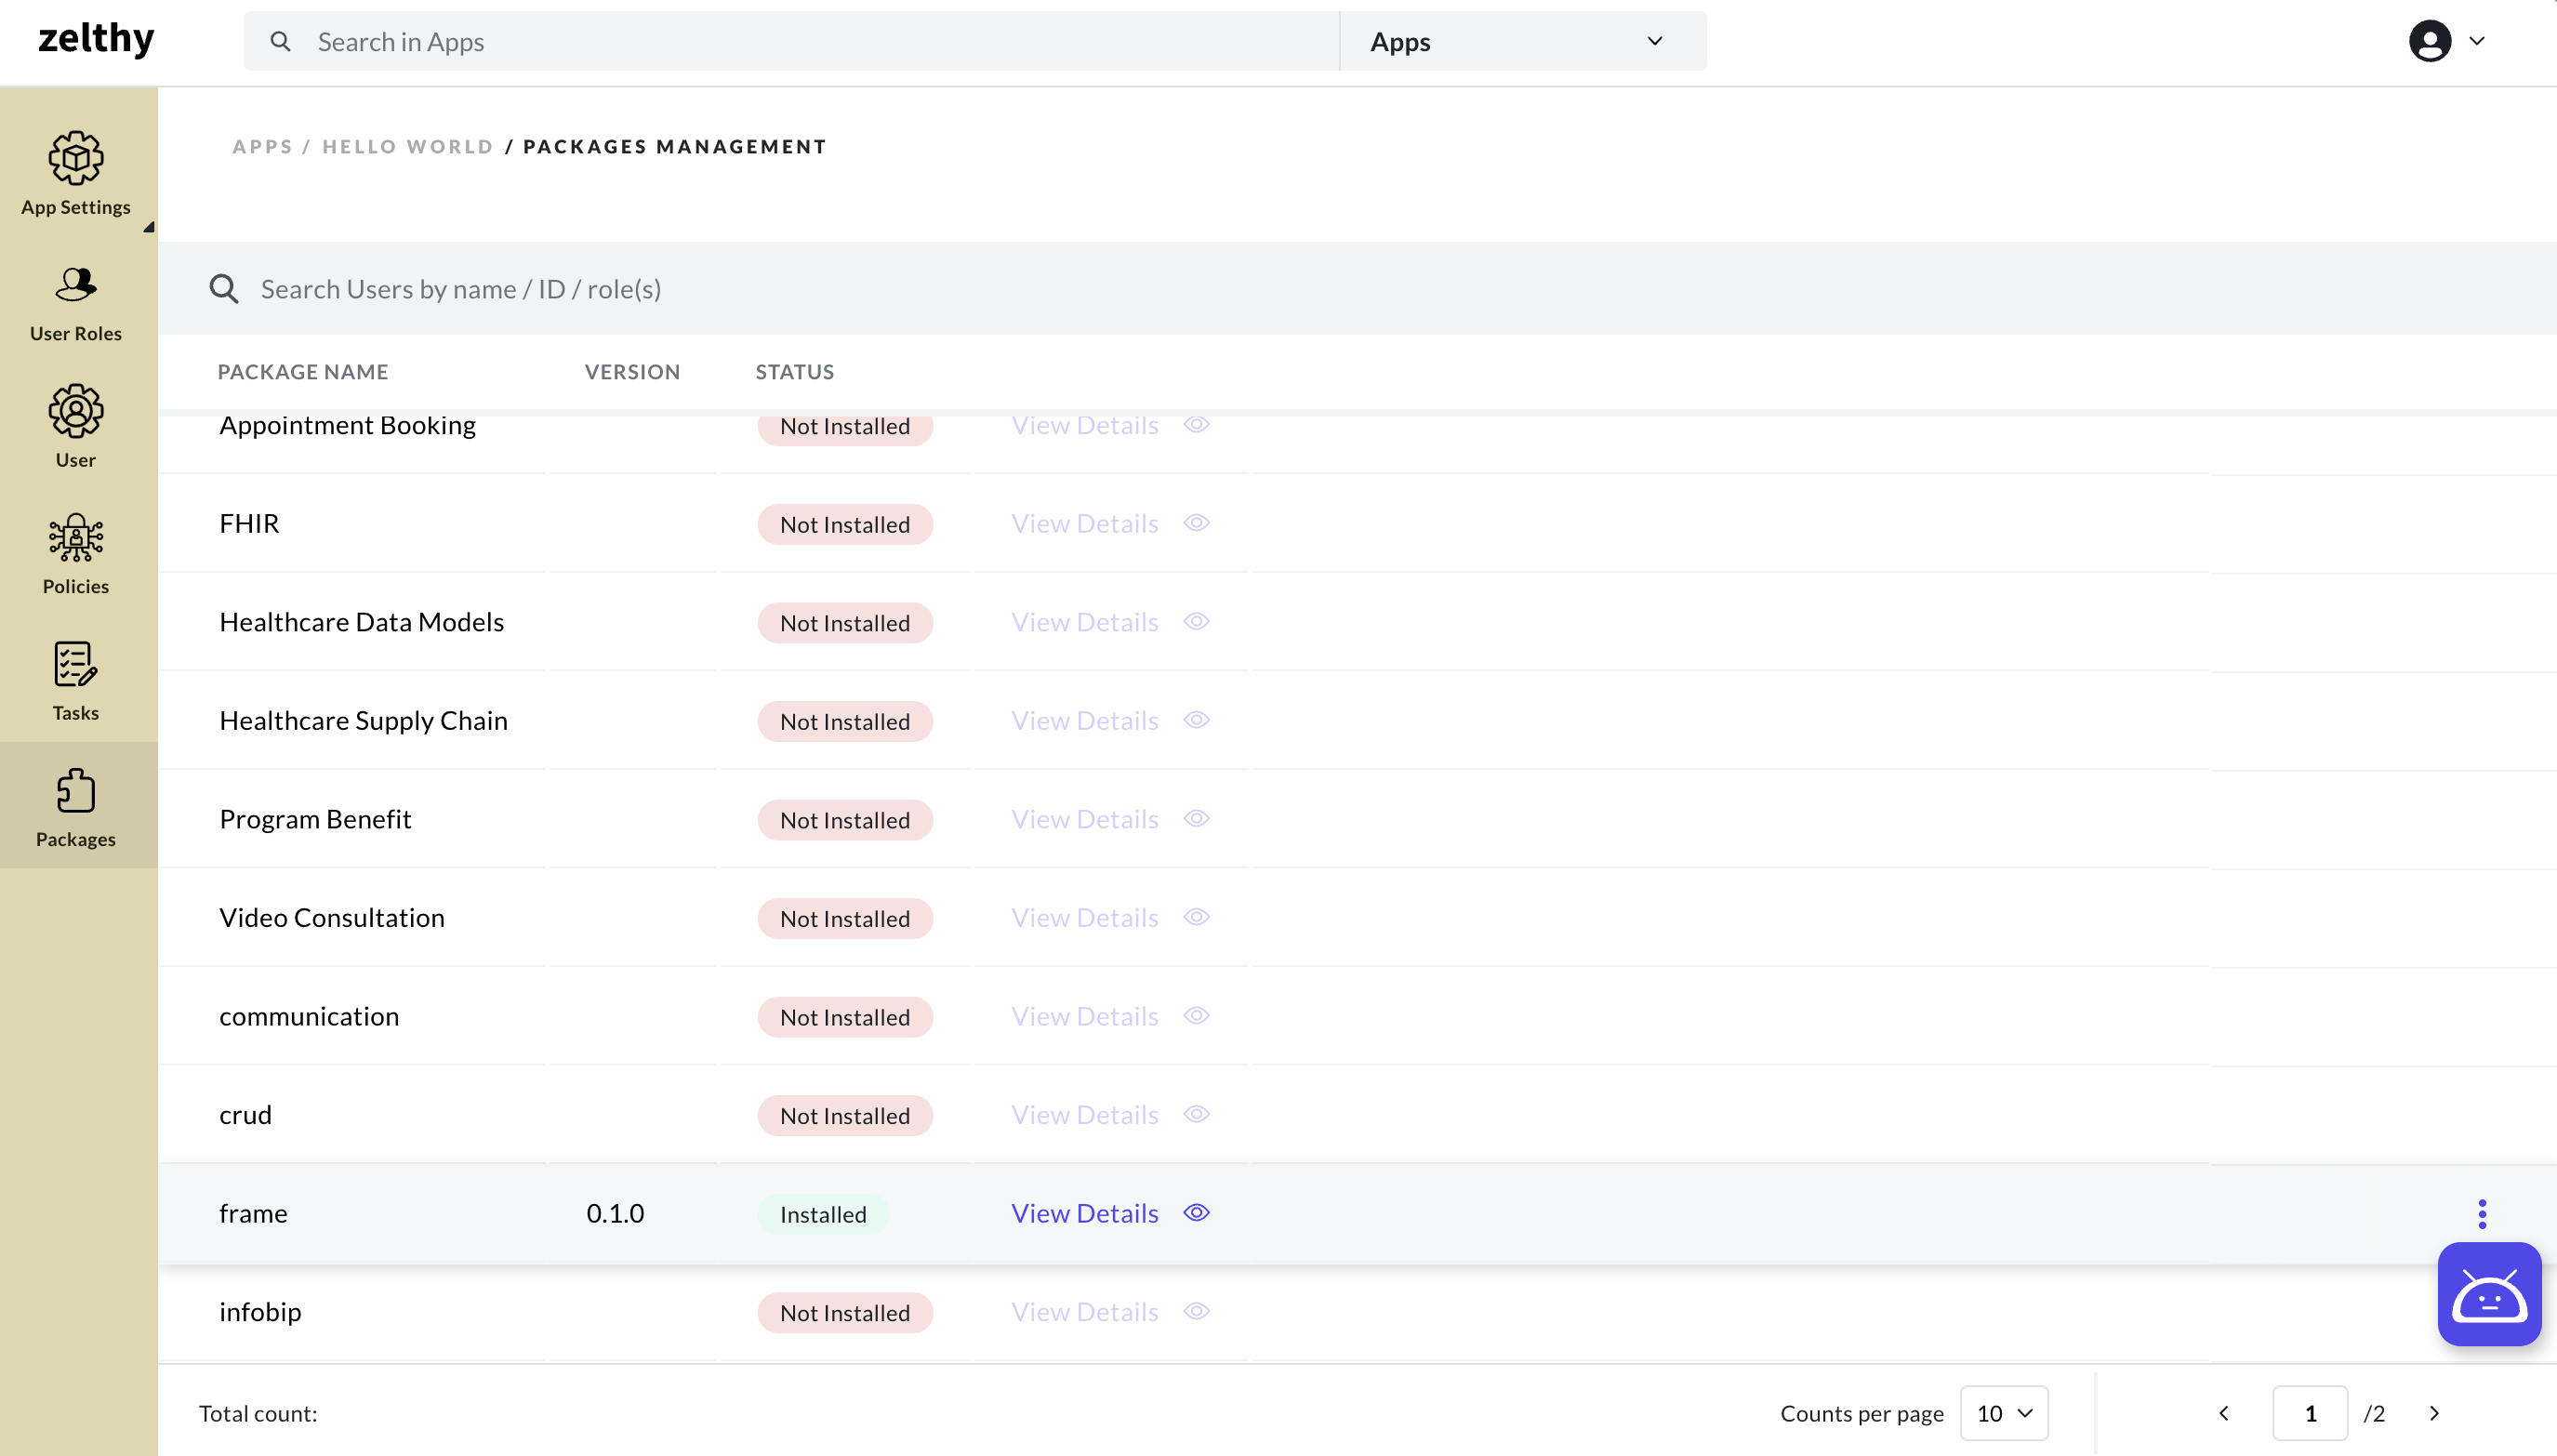 zelthy
Search in Apps
Apps
APPS / HELLO WORLD / PACKAGES MANAGEMENT
App Settings
User Roles
User
Policies
Tasks
Packages
Search Users by name / ID / role(s)
PACKAGE NAME VERSION STATUS
Appointment Booking Not Installed View Details
FHIR Not Installed View Details
Healthcare Data Models Not Installed View Details
Healthcare Supply Chain Not Installed View Details
Program Benefit Not Installed View Details
Video Consultation Not Installed View Details
communication Not Installed View Details
crud Not Installed View Details
frame 0.1.0 Installed View Details
infobip Not Installed View Details
Total count: Counts per page 10 1 /2